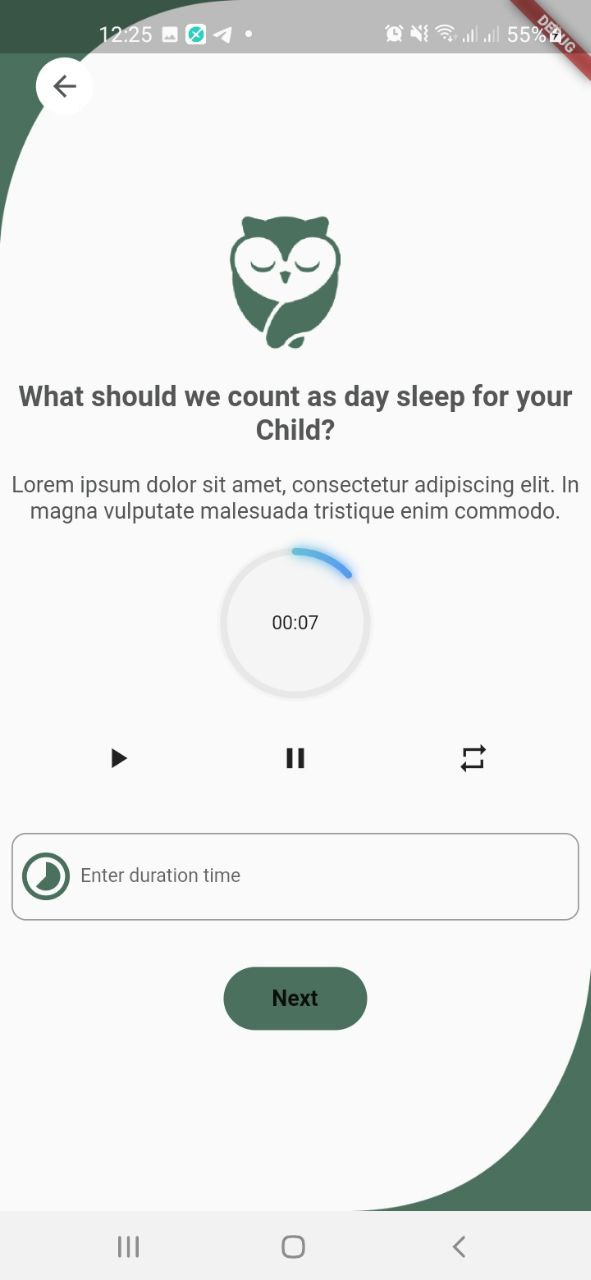 12:25
55%
DEBUG
What should we count as day sleep for your
Child?
Lorem ipsum dolor sit amet, consectetur adipiscing elit. In
magna vulputate malesuada tristique enim commodo.
00:07
Enter duration time
Next